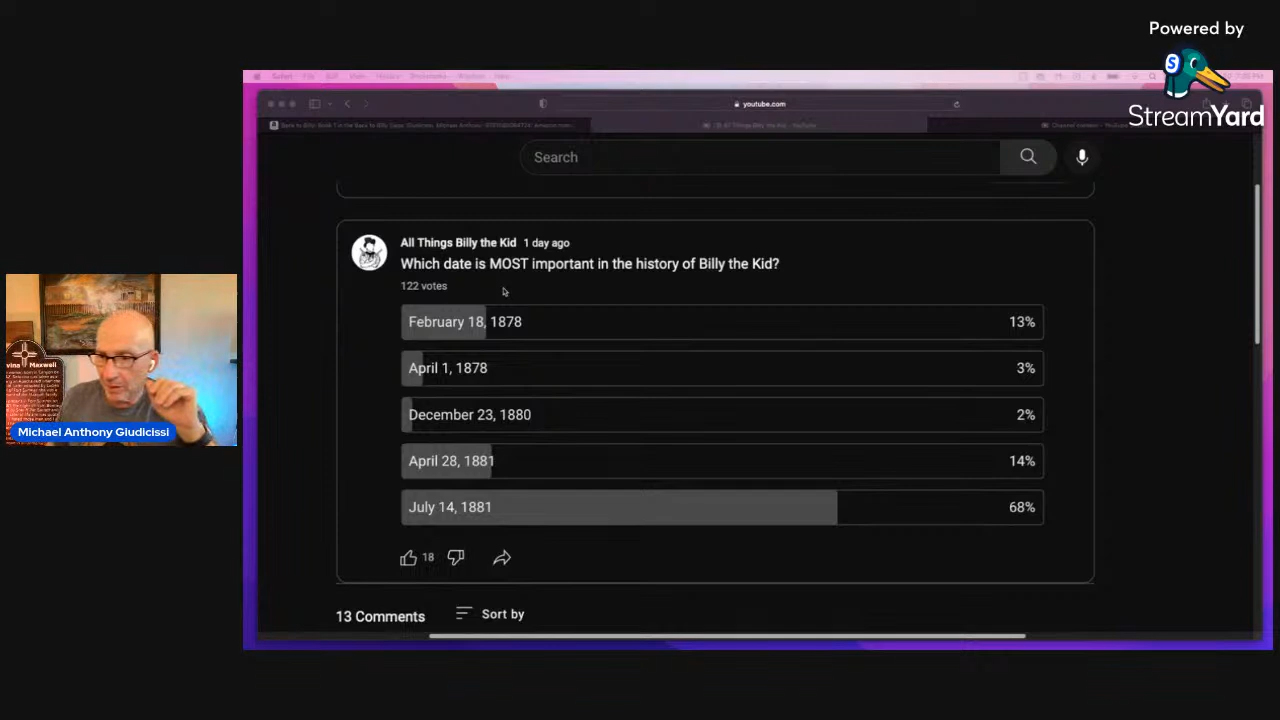 Powered by
StreamYard
youtube.com
Search
All Things Billy the Kid 1 day ago
Which date is MOST important in the history of Billy the Kid?
122 votes
February 18, 1878 13%
April 1, 1878 3%
December 23, 1880 2%
April 28, 1881 14%
July 14, 1881 68%
18
13 Comments Sort by
Maxwell
Michael Anthony Giudicissi